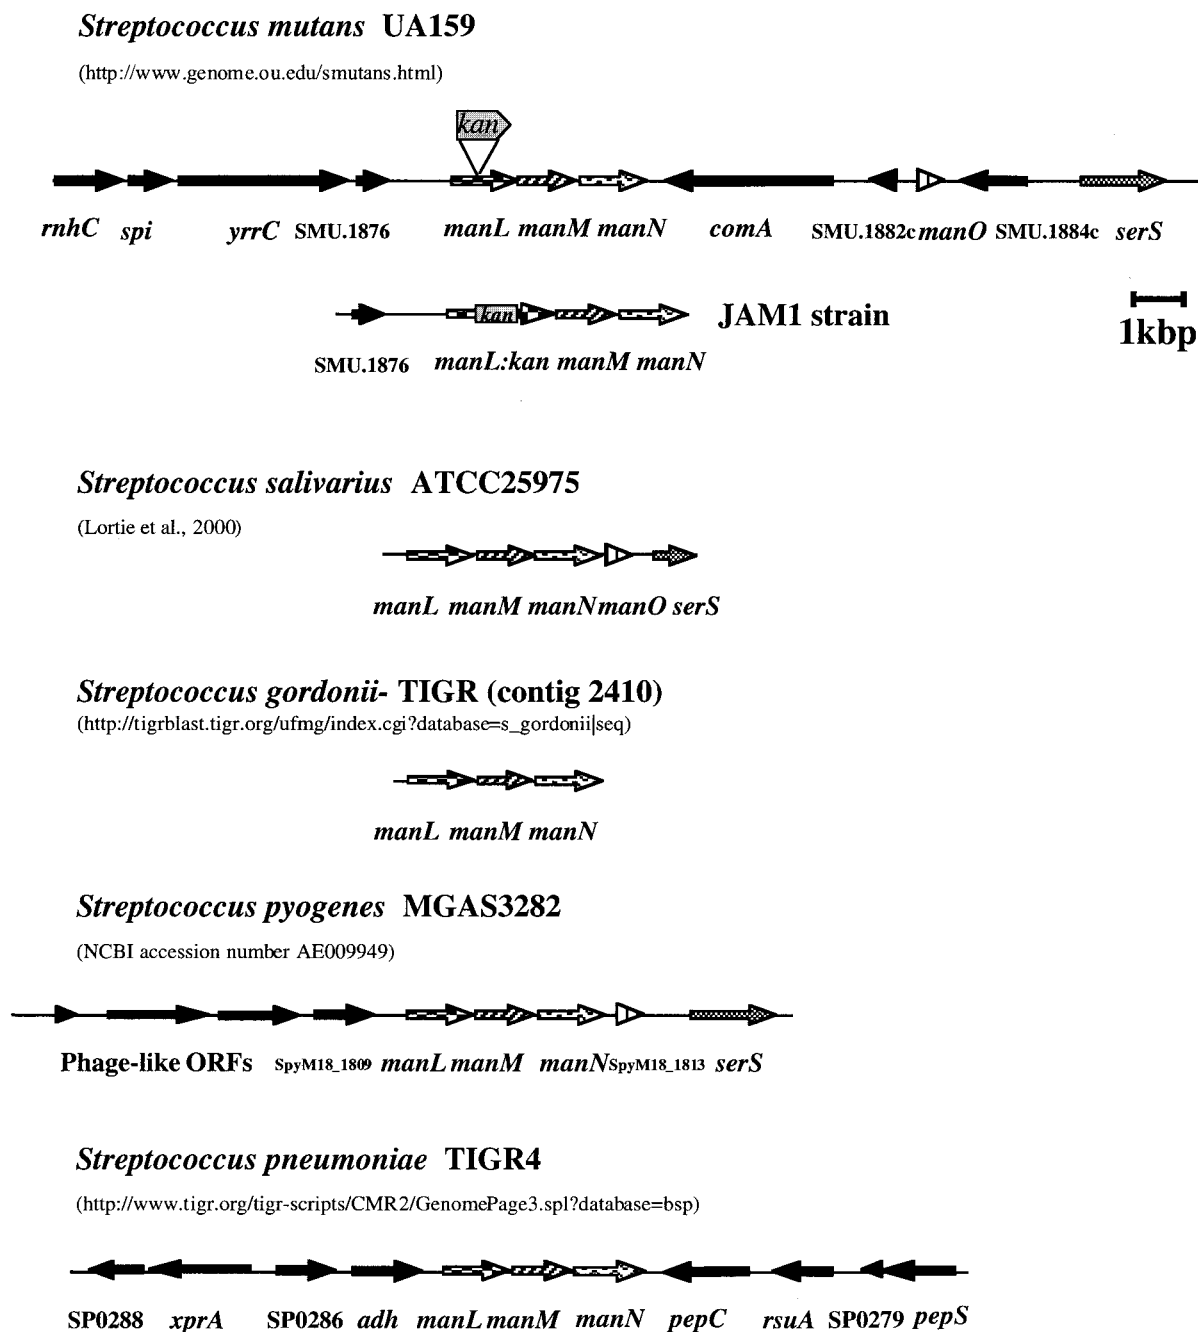 Streptococcus mutans UA159
(http://www.genome.ou.edu/smutans.html)
kan
rnhC spi yrrC SMU.1876 manL manM manN comA SMU.1882c manO SMU.1884c serS
kan
JAM1 strain
1kbp
SMU.1876 manL:kan manM manN
Streptococcus salivarius ATCC25975
(Lortie et al., 2000)
manL manM manN manO serS
Streptococcus gordonii- TIGR (contig 2410)
(http://tigrblast.tigr.org/ufmg/index.cgi?database=s_gordonii|seq)
manL manM manN
Streptococcus pyogenes MGAS3282
(NCBI accession number AE009949)
Phage-like ORFs SpyM18_1809 manL manM manN SpyM18_1813 serS
Streptococcus pneumoniae TIGR4
(http://www.tigr.org/tigr-scripts/CMR2/GenomePage3.spl?database=bsp)
SP0288 xprA SP0286 adh manL manM manN pepC rsuA SP0279 pepS